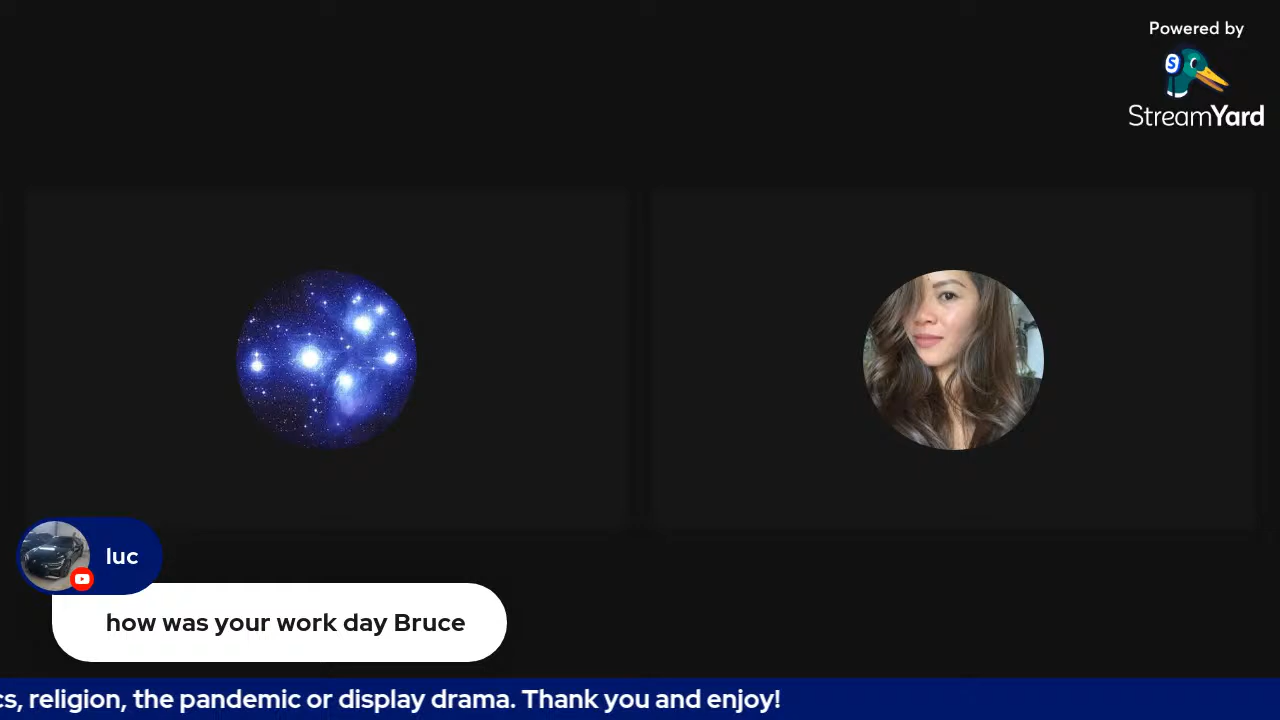 Powered by
S
StreamYard
luc
how was your work day Bruce
cs, religion, the pandemic or display drama. Thank you and enjoy!